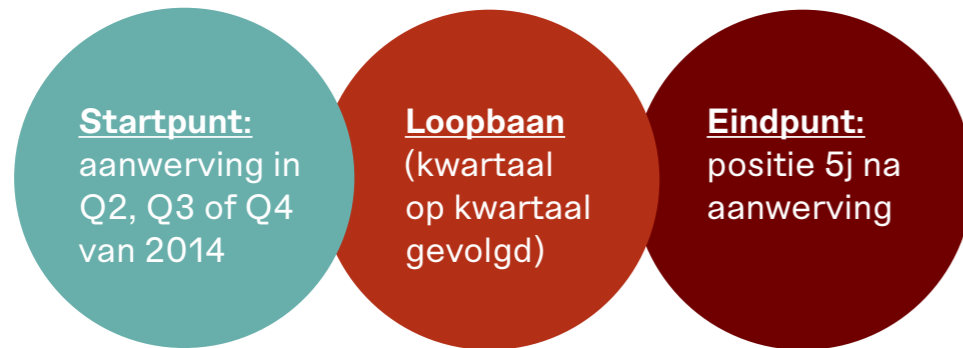 Startpunt:
aanwerving in
Q2, Q3 of Q4
van 2014
Loopbaan
(kwartaal
op kwartaal
gevolgd)
Eindpunt:
positie 5j na
aanwerving